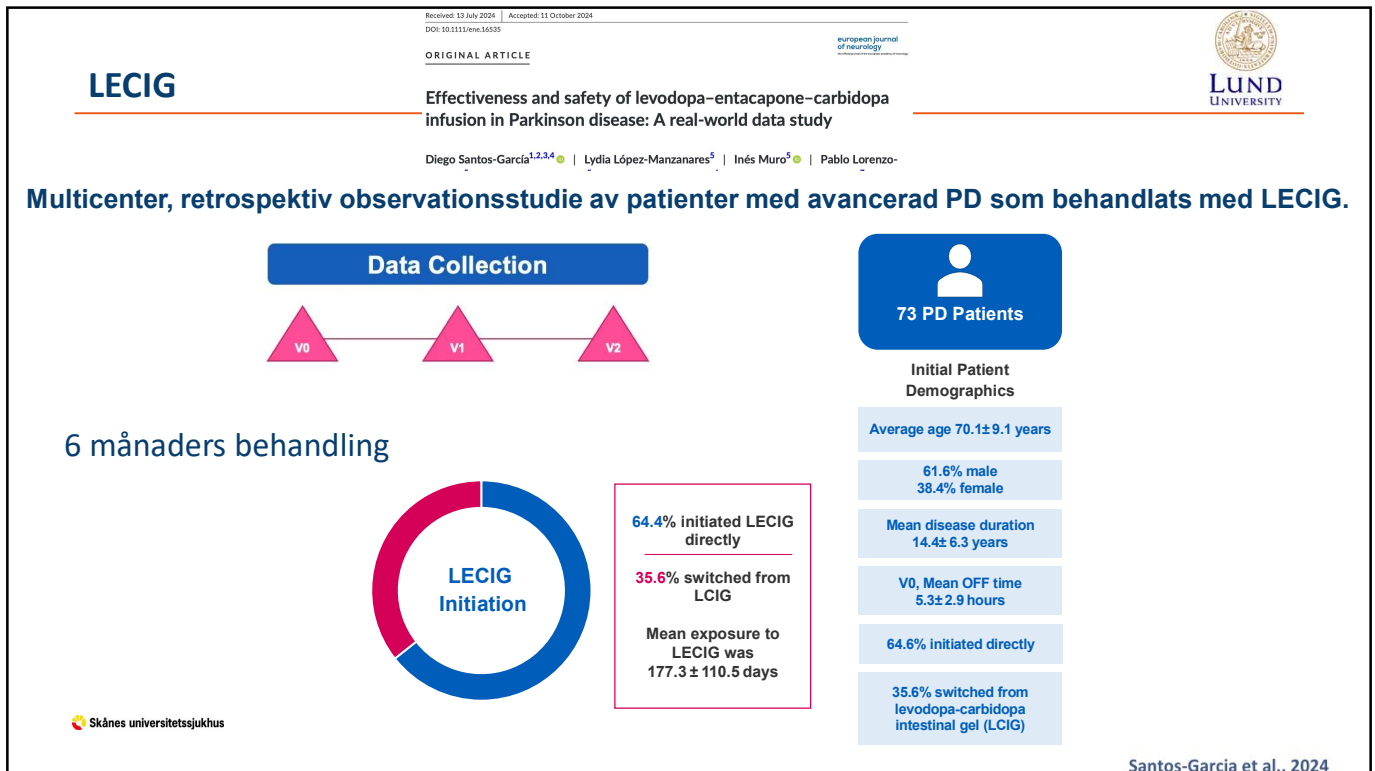 Received: 13 July 2024 | Accepted: 11 October 2024
DOI: 10.1111/ene.16535
ORIGINAL ARTICLE
european journal
of neurology
LECIG
Effectiveness and safety of levodopa–entacapone–carbidopa
infusion in Parkinson disease: A real-world data study
Diego Santos-García1,2,3,4 | Lydia López-Manzanares5 | Inés Muro5 | Pablo Lorenzo-
LUND
UNIVERSITY
Multicenter, retrospektiv observationsstudie av patienter med avancerad PD som behandlats med LECIG.
Data Collection
V0
V1
V2
6 månaders behandling
LECIG
Initiation
64.4% initiated LECIG
directly
35.6% switched from
LCIG
Mean exposure to
LECIG was
177.3 ± 110.5 days
73 PD Patients
Initial Patient
Demographics
Average age 70.1± 9.1 years
61.6% male
38.4% female
Mean disease duration
14.4± 6.3 years
V0, Mean OFF time
5.3± 2.9 hours
64.6% initiated directly
35.6% switched from
levodopa-carbidopa
intestinal gel (LCIG)
Skånes universitetssjukhus
Santos-Garcia et al., 2024